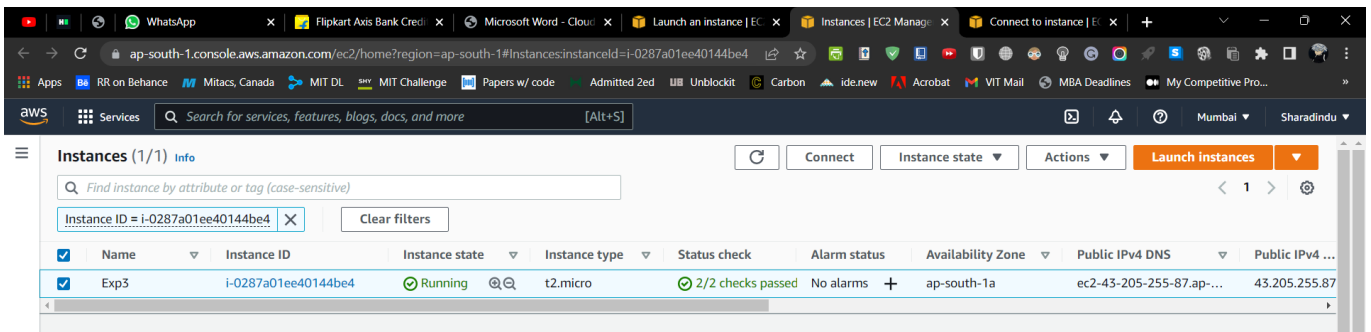 WhatsApp Flipkart Axis Bank Credi Microsoft Word - Cloud Launch an instance | EC Instances | EC2 Manage Connect to instance | E
ap-south-1.console.aws.amazon.com/ec2/home?region=ap-south-1#Instances:instanceId=i-0287a01ee40144be4
Apps Bē RR on Behance Mitacs, Canada MIT DL SHY MIT Challenge Papers w/ code Admitted 2ed UB Unblockit Carbon ide.new Acrobat VIT Mail MBA Deadlines My Competitive Pro... »
aws Services Search for services, features, blogs, docs, and more [Alt+S] Mumbai Sharadindu
Instances (1/1) Info Connect Instance state Actions Launch instances
Find instance by attribute or tag (case-sensitive) 1
Instance ID = i-0287a01ee40144be4 Clear filters
Name Instance ID Instance state Instance type Status check Alarm status Availability Zone Public IPv4 DNS Public IPv4 ...
Exp3 i-0287a01ee40144be4 Running t2.micro 2/2 checks passed No alarms + ap-south-1a ec2-43-205-255-87.ap-... 43.205.255.87